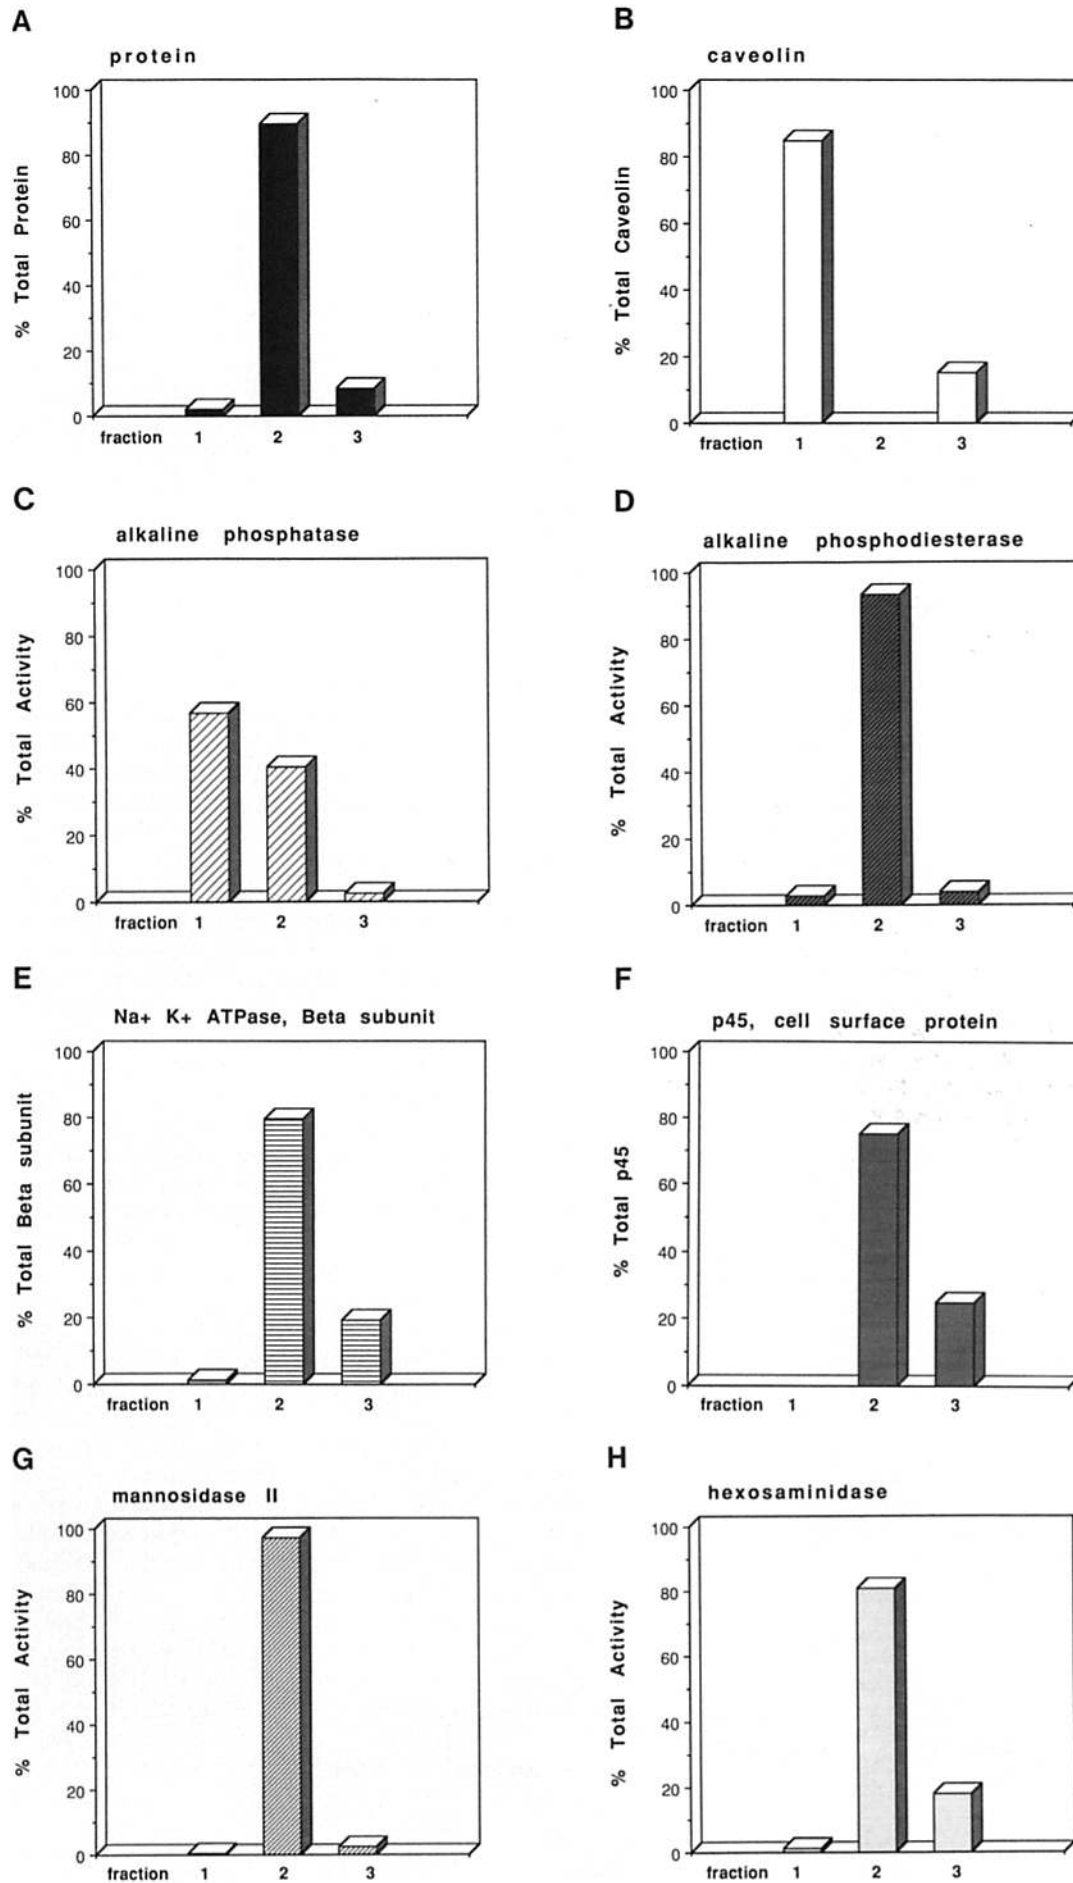 A
protein
% Total Protein
100
80
60
40
20
0
fraction 1 2 3
B
caveolin
% Total Caveolin
100
80
60
40
20
0
fraction 1 2 3
C
alkaline phosphatase
% Total Activity
100
80
60
40
20
0
fraction 1 2 3
D
alkaline phosphodiesterase
% Total Activity
100
80
60
40
20
0
fraction 1 2 3
E
Na+ K+ ATPase, Beta subunit
% Total Beta subunit
100
80
60
40
20
0
fraction 1 2 3
F
p45, cell surface protein
% Total p45
100
80
60
40
20
0
fraction 1 2 3
G
mannosidase II
% Total Activity
100
80
60
40
20
0
fraction 1 2 3
H
hexosaminidase
% Total Activity
100
80
60
40
20
0
fraction 1 2 3